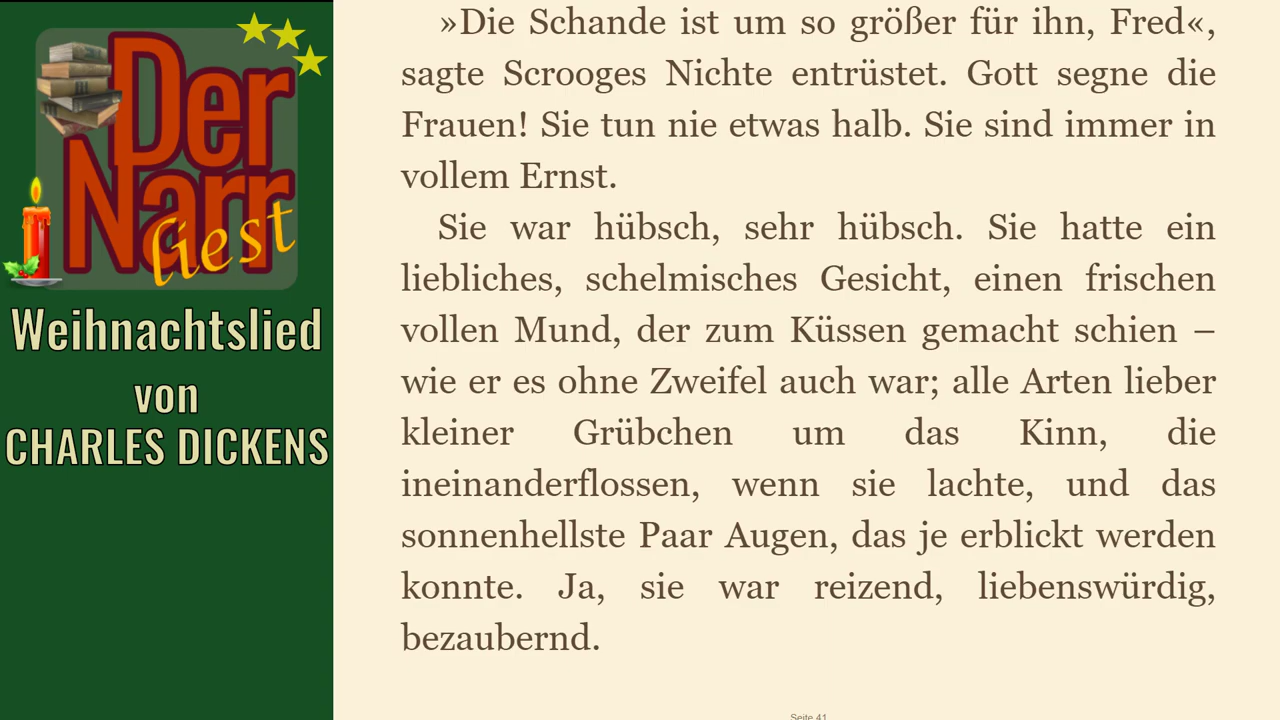 Der
Narr
liest
Weihnachtslied
von
CHARLES DICKENS
»Die Schande ist um so größer für ihn, Fred«,
sagte Scrooges Nichte entrüstet. Gott segne die
Frauen! Sie tun nie etwas halb. Sie sind immer in
vollem Ernst.
Sie war hübsch, sehr hübsch. Sie hatte ein
liebliches, schelmisches Gesicht, einen frischen
vollen Mund, der zum Küssen gemacht schien –
wie er es ohne Zweifel auch war; alle Arten lieber
kleiner Grübchen um das Kinn, die
ineinanderflossen, wenn sie lachte, und das
sonnenhellste Paar Augen, das je erblickt werden
konnte. Ja, sie war reizend, liebenswürdig,
bezaubernd.
Seite 41